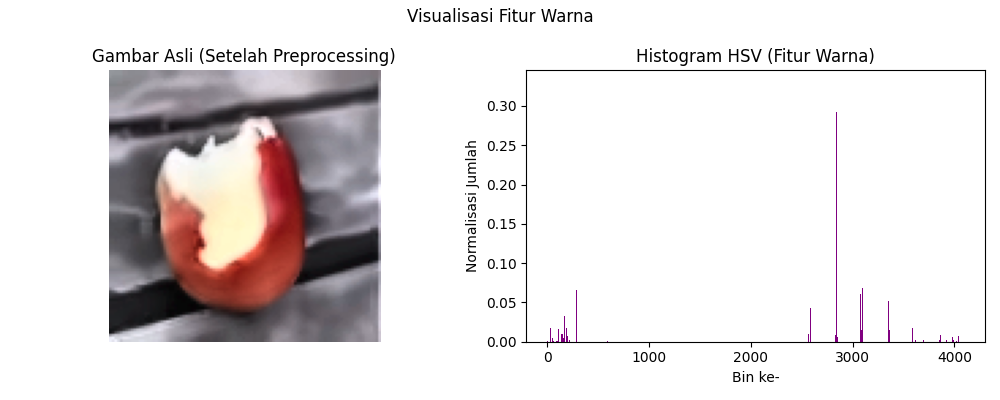 Visualisasi Fitur Warna
Gambar Asli (Setelah Preprocessing)
Histogram HSV (Fitur Warna)
Normalisasi Jumlah
0.30
0.25
0.20
0.15
0.10
0.05
0.00
0 1000 2000 3000 4000
Bin ke-